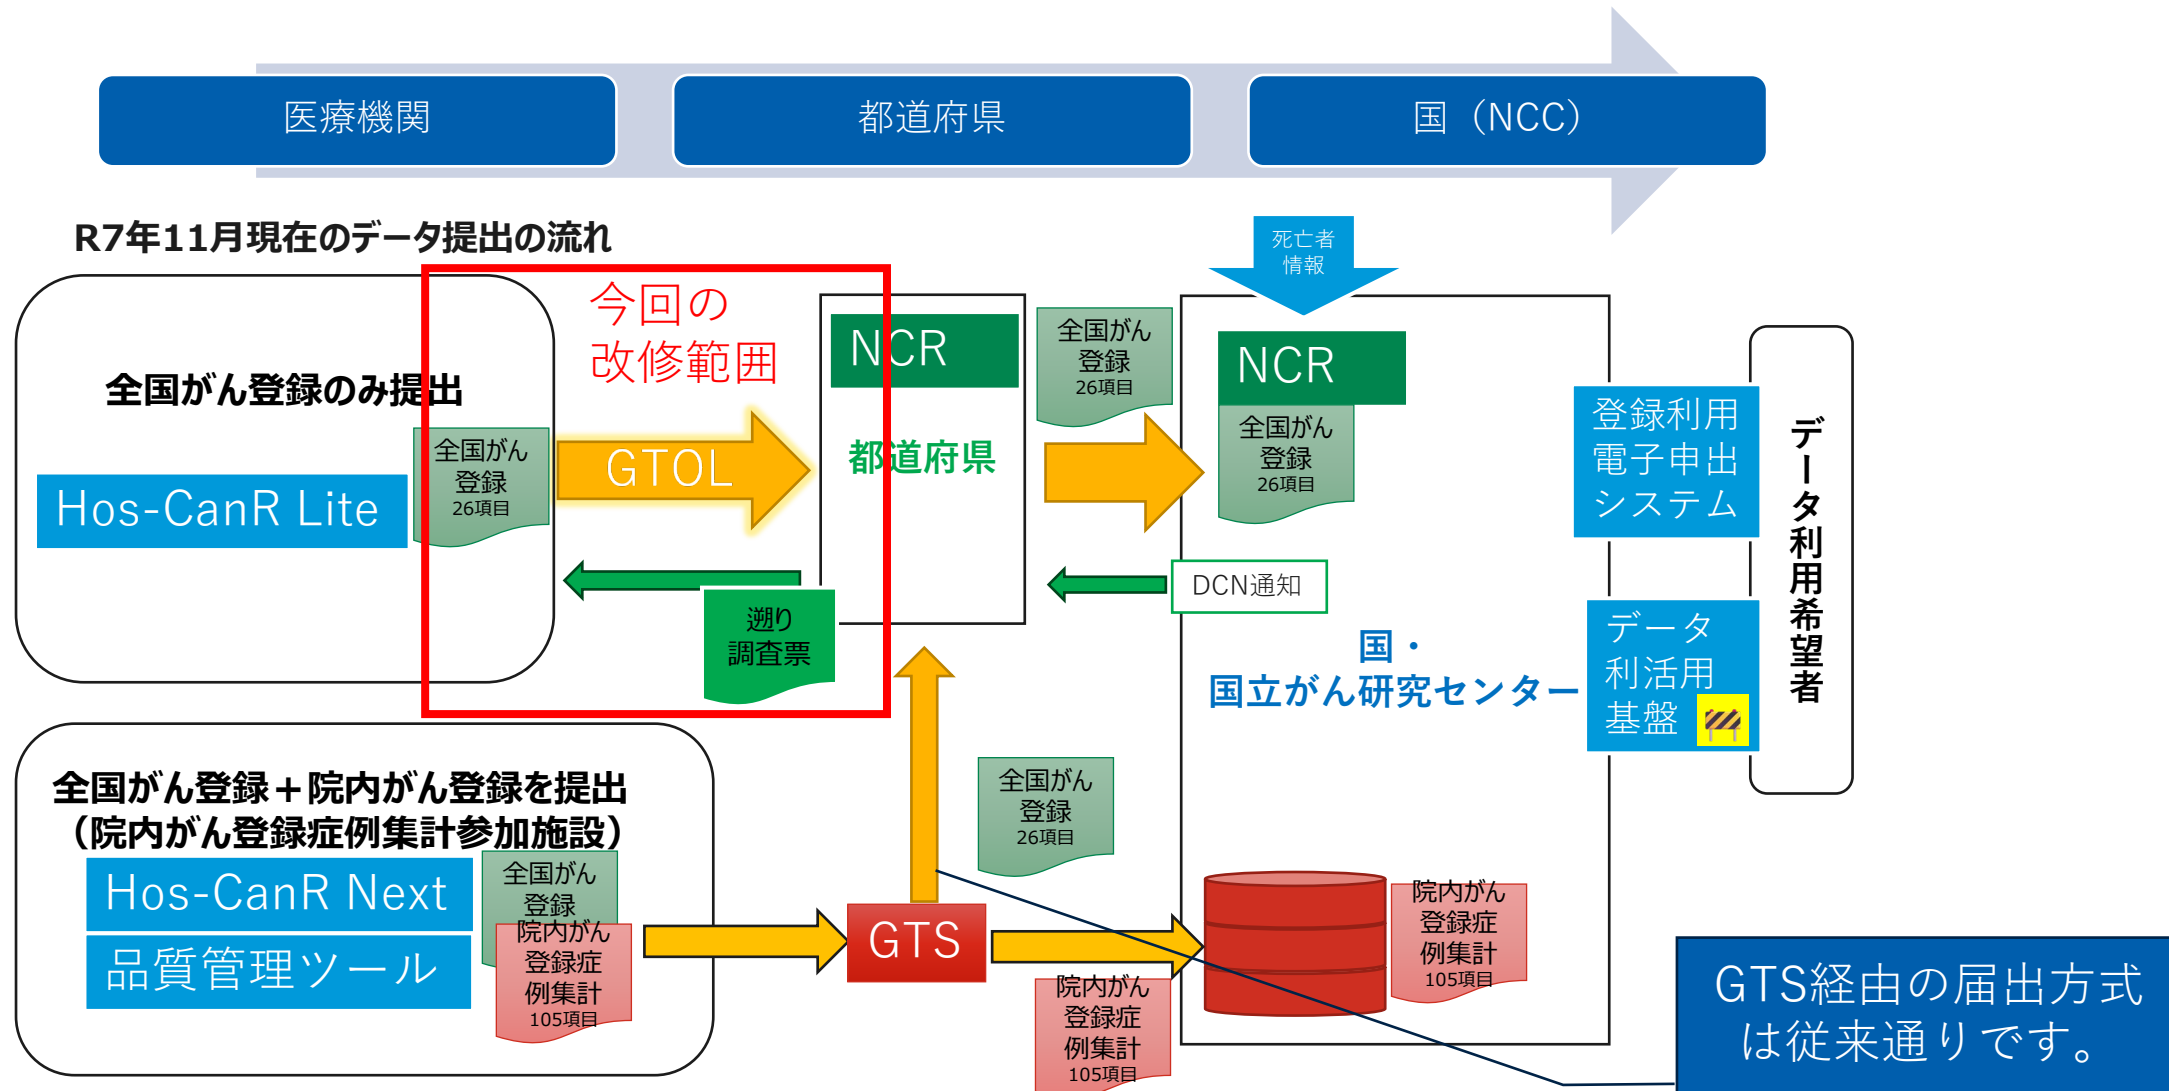 医療機関
都道府県
国（NCC）
R7年11月現在のデータ提出の流れ
死亡者
情報
今回の
改修範囲
全国がん登録のみ提出
Hos-CanR Lite
全国がん
登録
26項目
GTOL
遡り
調査票
NCR
都道府県
全国がん
登録
26項目
NCR
全国がん
登録
26項目
DCN通知
国・
国立がん研究センター
登録利用
電子申出
システム
データ
利活用
基盤
データ利用希望者
全国がん登録＋院内がん登録を提出
（院内がん登録症例集計参加施設）
Hos-CanR Next
品質管理ツール
全国がん
登録
院内がん
登録症
例集計
105項目
GTS
全国がん
登録
26項目
院内がん
登録症
例集計
105項目
院内がん
登録症
例集計
105項目
GTS経由の届出方式
は従来通りです。